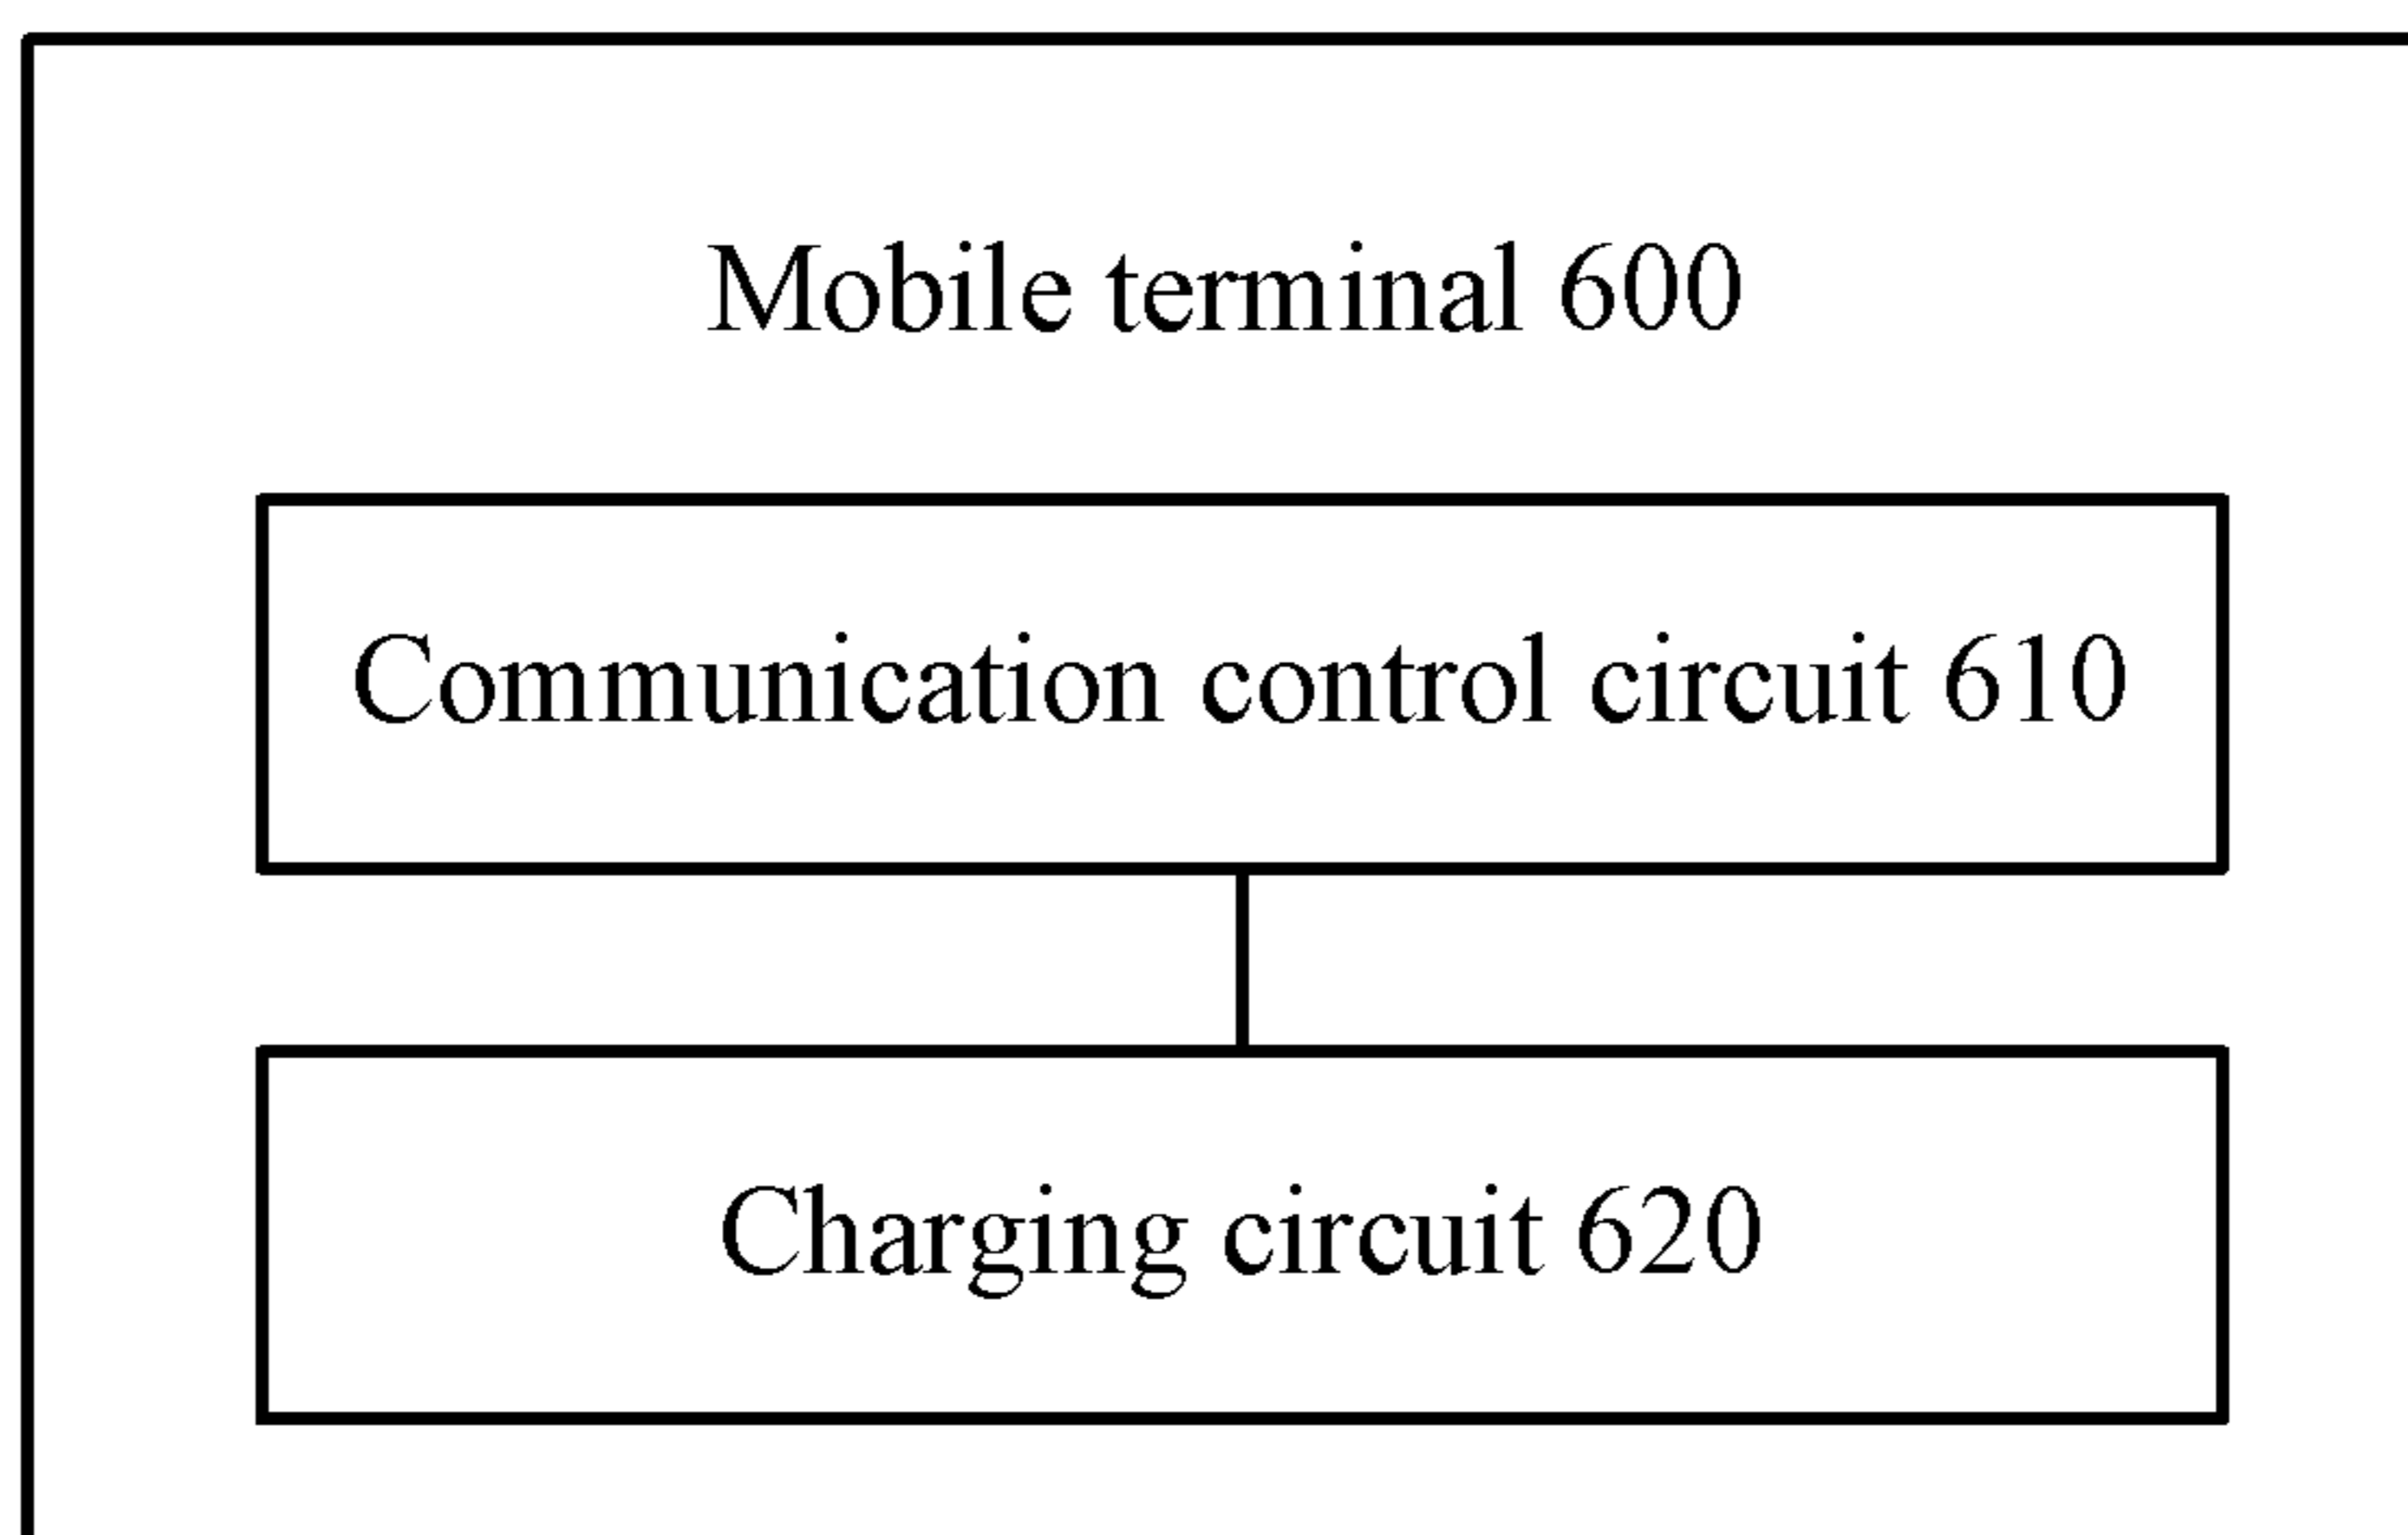 Mobile terminal 600
Communication control circuit 610
Charging circuit 620